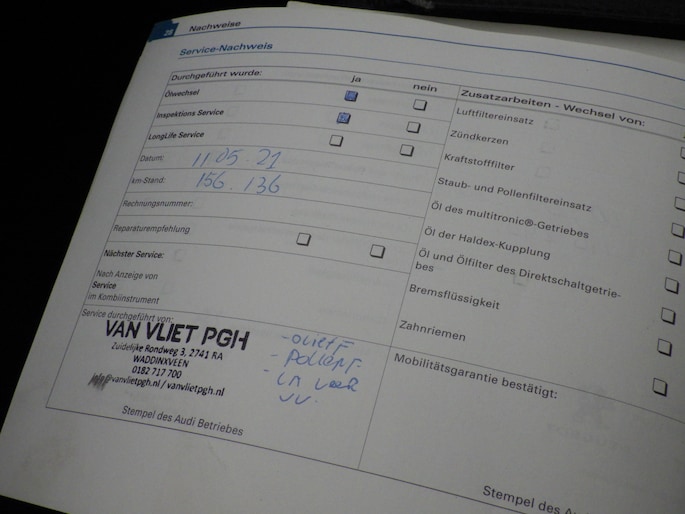 28 Nachweise
Service-Nachweis
Durchgeführt wurde: ja nein
Ölwechsel
Inspektions Service
LongLife Service
Datum: 11 05 21
km-Stand: 156.136
Rechnungsnummer:
Reparaturempfehlung
Nächster Service:
Nach Anzeige von
Service
im Kombiinstrument
Service durchgeführt von:
VAN VLIET PGH
Zuidelijke Rondweg 3, 2741 RA
WADDINXVEEN
0182 717 700
@vanvlietpgh.nl / vanvlietpgh.nl
- Olie F
- Pollen F.
Stempel des Audi Betriebes
Zusatzarbeiten - Wechsel von:
Luftfiltereinsatz
Zündkerzen
Kraftstofffilter
Staub- und Pollenfiltereinsatz
Öl des multitronic®-Getriebes
Öl der Haldex-Kupplung
Öl und Ölfilter des Direktschaltgetrie-
bes
Bremsflüssigkeit
Zahnriemen
Mobilitätsgarantie bestätigt:
Stempel des Au